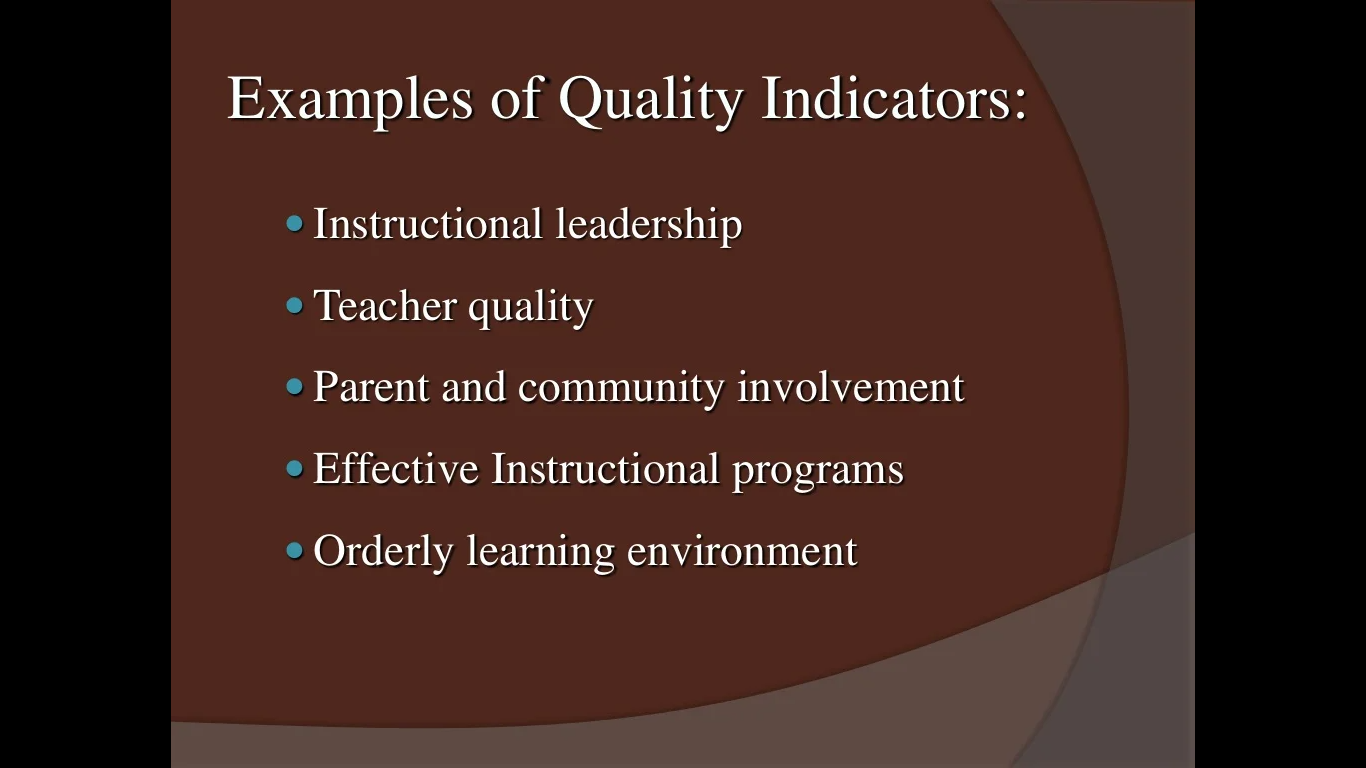 Examples of Quality Indicators:
• Instructional leadership
• Teacher quality
• Parent and community involvement
• Effective Instructional programs
• Orderly learning environment